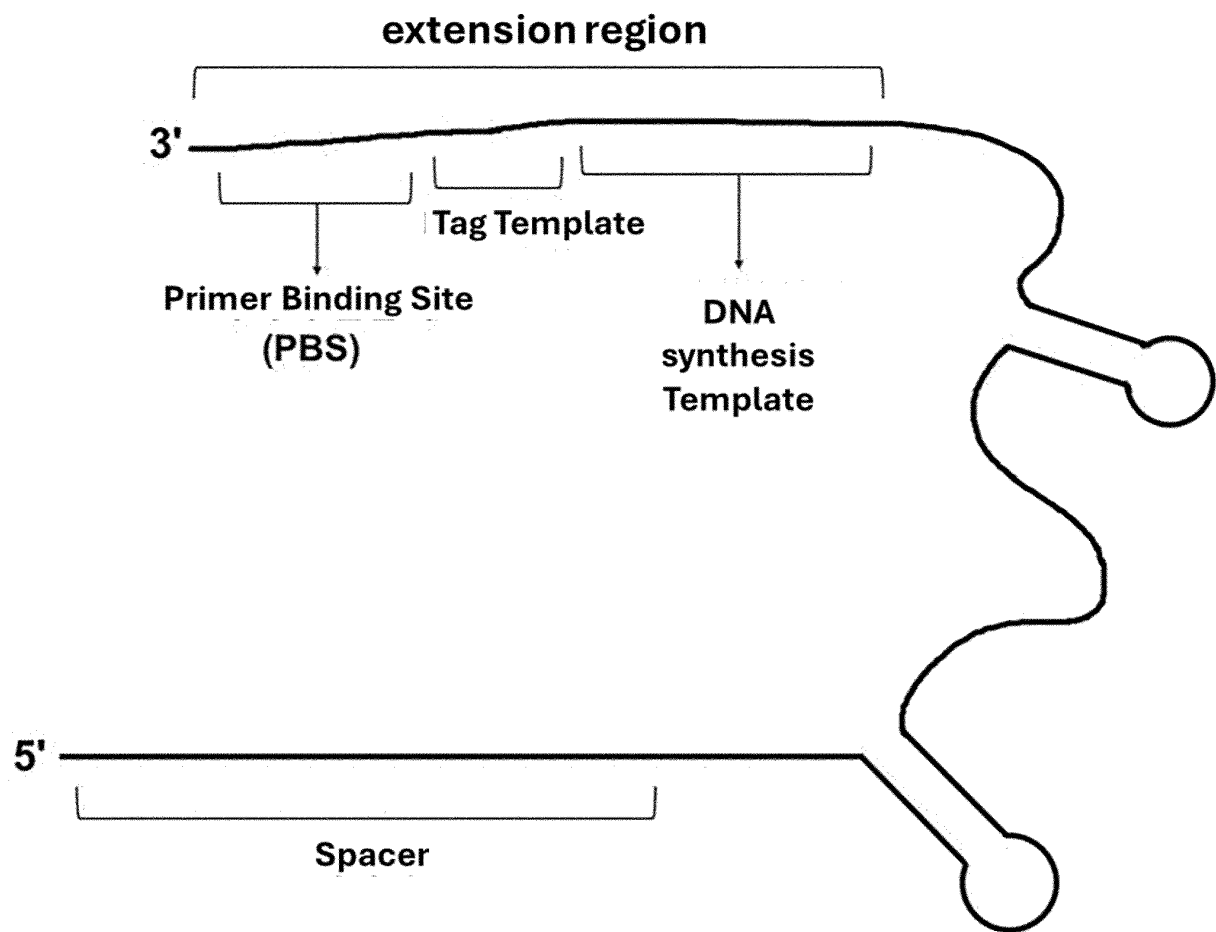 extension region
3'
Tag Template
Primer Binding Site
(PBS)
DNA
synthesis
Template
5'
Spacer